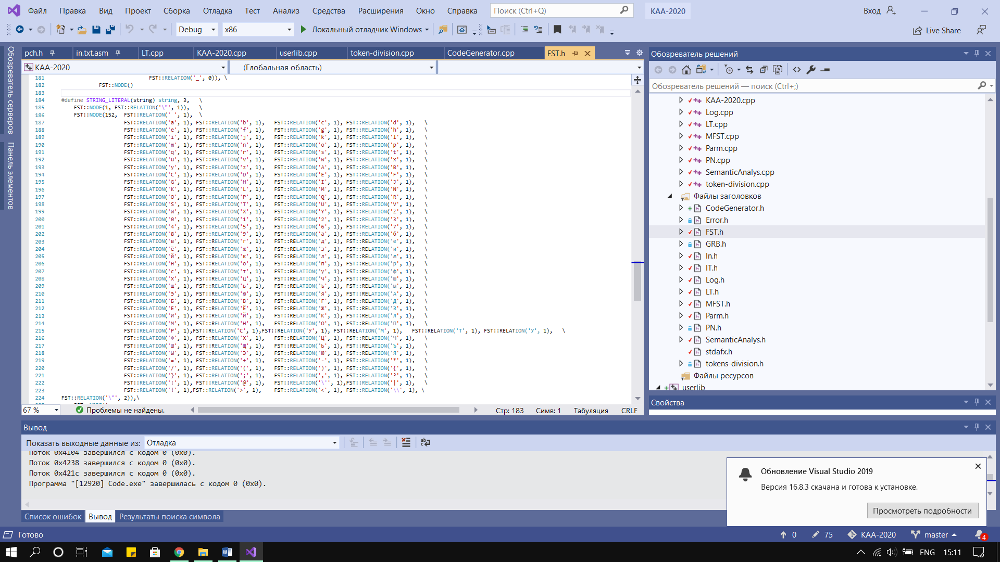 Файл Правка Вид Проект Сборка Отладка Тест Анализ Средства Расширения Окно Справка Поиск (Ctrl+Q) KAA-2020 Вход
Debug x86 Локальный отладчик Windows Live Share
Обозреватель серверов
Панель элементов
pch.h in.txt.asm LT.cpp KAA-2020.cpp userlib.cpp token-division.cpp CodeGenerator.cpp FST.h
KAA-2020 (Глобальная область)
181 FST::RELATION('_', 0)), \
182 FST::NODE()
183
184 #define STRING_LITERAL(string) string, 3, \
185 FST::NODE(1, FST::RELATION('\"', 1)), \
186 FST::NODE(152, FST::RELATION(' ', 1), \
187 FST::RELATION('a', 1), FST::RELATION('b', 1), FST::RELATION('c', 1), FST::RELATION('d', 1), \
188 FST::RELATION('e', 1), FST::RELATION('f', 1), FST::RELATION('g', 1), FST::RELATION('h', 1), \
189 FST::RELATION('i', 1), FST::RELATION('j', 1), FST::RELATION('k', 1), FST::RELATION('l', 1), \
190 FST::RELATION('m', 1), FST::RELATION('n', 1), FST::RELATION('o', 1), FST::RELATION('p', 1), \
191 FST::RELATION('q', 1), FST::RELATION('r', 1), FST::RELATION('s', 1), FST::RELATION('t', 1), \
192 FST::RELATION('u', 1), FST::RELATION('v', 1), FST::RELATION('w', 1), FST::RELATION('x', 1), \
193 FST::RELATION('y', 1), FST::RELATION('z', 1), FST::RELATION('A', 1), FST::RELATION('B', 1), \
194 FST::RELATION('C', 1), FST::RELATION('D', 1), FST::RELATION('E', 1), FST::RELATION('F', 1), \
195 FST::RELATION('G', 1), FST::RELATION('H', 1), FST::RELATION('I', 1), FST::RELATION('J', 1), \
196 FST::RELATION('K', 1), FST::RELATION('L', 1), FST::RELATION('M', 1), FST::RELATION('N', 1), \
197 FST::RELATION('O', 1), FST::RELATION('P', 1), FST::RELATION('Q', 1), FST::RELATION('R', 1), \
198 FST::RELATION('S', 1), FST::RELATION('T', 1), FST::RELATION('U', 1), FST::RELATION('V', 1), \
199 FST::RELATION('W', 1), FST::RELATION('X', 1), FST::RELATION('Y', 1), FST::RELATION('Z', 1), \
200 FST::RELATION('0', 1), FST::RELATION('1', 1), FST::RELATION('2', 1), FST::RELATION('3', 1), \
201 FST::RELATION('4', 1), FST::RELATION('5', 1), FST::RELATION('6', 1), FST::RELATION('7', 1), \
202 FST::RELATION('8', 1), FST::RELATION('9', 1), FST::RELATION('а', 1), FST::RELATION('б', 1), \
203 FST::RELATION('в', 1), FST::RELATION('г', 1), FST::RELATION('д', 1), FST::RELATION('е', 1), \
204 FST::RELATION('ё', 1), FST::RELATION('ж', 1), FST::RELATION('з', 1), FST::RELATION('и', 1), \
205 FST::RELATION('й', 1), FST::RELATION('к', 1), FST::RELATION('л', 1), FST::RELATION('м', 1), \
206 FST::RELATION('н', 1), FST::RELATION('о', 1), FST::RELATION('п', 1), FST::RELATION('р', 1), \
207 FST::RELATION('с', 1), FST::RELATION('т', 1), FST::RELATION('у', 1), FST::RELATION('ф', 1), \
208 FST::RELATION('х', 1), FST::RELATION('ц', 1), FST::RELATION('ч', 1), FST::RELATION('ш', 1), \
209 FST::RELATION('щ', 1), FST::RELATION('ь', 1), FST::RELATION('ъ', 1), FST::RELATION('ы', 1), \
210 FST::RELATION('э', 1), FST::RELATION('ю', 1), FST::RELATION('я', 1), FST::RELATION('А', 1), \
211 FST::RELATION('Б', 1), FST::RELATION('В', 1), FST::RELATION('Г', 1), FST::RELATION('Д', 1), \
212 FST::RELATION('Е', 1), FST::RELATION('Ё', 1), FST::RELATION('Ж', 1), FST::RELATION('З', 1), \
213 FST::RELATION('И', 1), FST::RELATION('Й', 1), FST::RELATION('К', 1), FST::RELATION('Л', 1), \
214 FST::RELATION('М', 1), FST::RELATION('Н', 1), FST::RELATION('О', 1), FST::RELATION('П', 1), \
215 FST::RELATION('Р', 1),FST::RELATION('С', 1),FST::RELATION('У', 1), FST::RELATION('М', 1), FST::RELATION('Т', 1), FST::RELATION('У', 1), \
216 FST::RELATION('Ф', 1), FST::RELATION('Х', 1), FST::RELATION('Ц', 1), FST::RELATION('Ч', 1), \
217 FST::RELATION('Ш', 1), FST::RELATION('Щ', 1), FST::RELATION('Ь', 1), FST::RELATION('Ъ', 1), \
218 FST::RELATION('Ы', 1), FST::RELATION('Э', 1), FST::RELATION('Ю', 1), FST::RELATION('Я', 1), \
219 FST::RELATION('=', 1), FST::RELATION('+', 1), FST::RELATION('-', 1), FST::RELATION('*', 1), \
220 FST::RELATION('/', 1), FST::RELATION('(', 1), FST::RELATION(')', 1), FST::RELATION('{', 1), \
221 FST::RELATION('}', 1), FST::RELATION(';', 1), FST::RELATION(',', 1), FST::RELATION('?', 1), \
222 FST::RELATION(':', 1), FST::RELATION('@', 1), FST::RELATION('\'', 1),FST::RELATION('|', 1), \
223 FST::RELATION('!', 1),FST::RELATION('>', 1), FST::RELATION('<', 1), FST::RELATION('\\', 1), \
224 FST::RELATION('\"', 2)),\
67 % Проблемы не найдены. Стр: 183 Симв: 1 Табуляция CRLF
Обозреватель решений
Обозреватель решений — поиск (Ctrl+;)
KAA-2020.cpp
Log.cpp
LT.cpp
MFST.cpp
Parm.cpp
PN.cpp
SemanticAnalys.cpp
token-division.cpp
Файлы заголовков
CodeGenerator.h
Error.h
FST.h
GRB.h
In.h
IT.h
Log.h
LT.h
MFST.h
Parm.h
PN.h
SemanticAnalys.h
stdafx.h
tokens-division.h
Файлы ресурсов
userlib
Свойства
Вывод
Показать выходные данные из: Отладка
Поток 0x4104 завершился с кодом 0 (0x0).
Поток 0x4238 завершился с кодом 0 (0x0).
Поток 0x421c завершился с кодом 0 (0x0).
Программа "[12920] Code.exe" завершилась с кодом 0 (0x0).
Обновление Visual Studio 2019
Версия 16.8.3 скачана и готова к установке.
Просмотреть подробности
Список ошибок Вывод Результаты поиска символа
Готово 0 75 KAA-2020 master 4
ENG 15:11